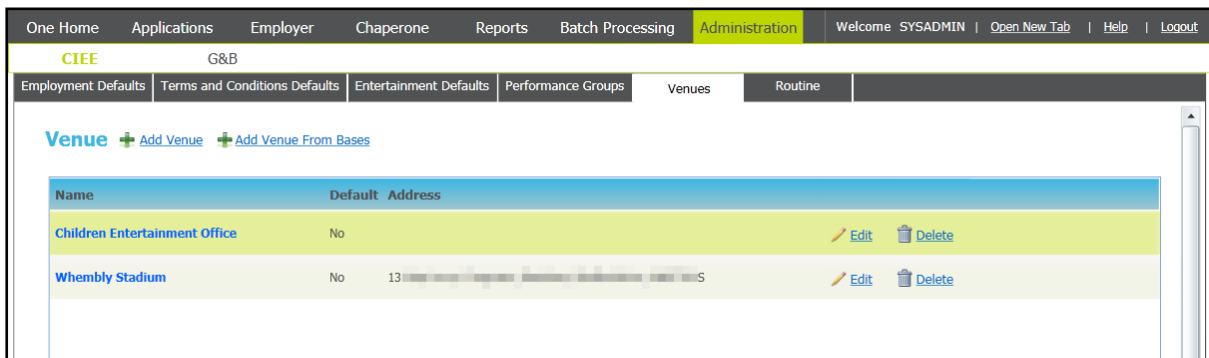 One Home Applications Employer Chaperone Reports Batch Processing Administration Welcome SYSADMIN | Open New Tab | Help | Logout
CIEE G&B
Employment Defaults Terms and Conditions Defaults Entertainment Defaults Performance Groups Venues Routine
Venue Add Venue Add Venue From Bases
Name Default Address
Children Entertainment Office No Edit Delete
Whembly Stadium No 13 S Edit Delete